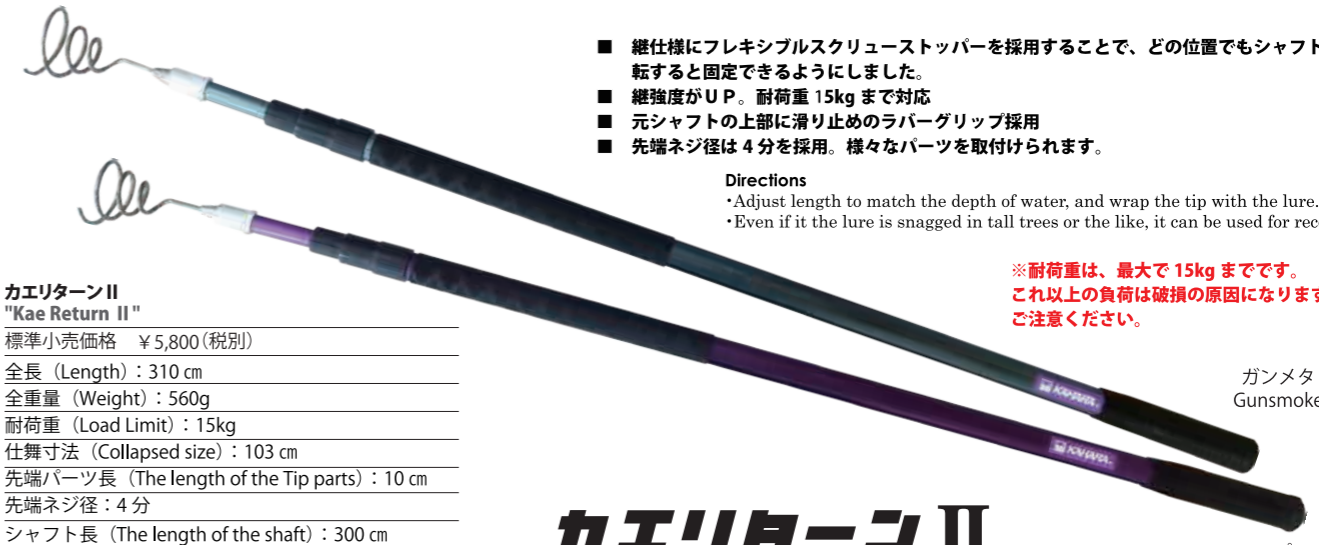 ■ 継仕様にフレキシブルスクリューストッパーを採用することで、どの位置でもシャフト
転すると固定できるようにしました。
■ 継強度がＵＰ。耐荷重 15kg まで対応
■ 元シャフトの上部に滑り止めのラバーグリップ採用
■ 先端ネジ径は 4 分を採用。様々なパーツを取付けられます。
Directions
・Adjust length to match the depth of water, and wrap the tip with the lure.
・Even if it the lure is snagged in tall trees or the like, it can be used for rec
※耐荷重は、最大で 15kg までです。
これ以上の負荷は破損の原因になります
ご注意ください。
カエリターンⅡ
"Kae Return Ⅱ"
標準小売価格　￥5,800（税別）
全長（Length）：310 ㎝
全重量（Weight）：560g
耐荷重（Load Limit）：15kg
仕舞寸法（Collapsed size）：103 ㎝
先端パーツ長（The length of the Tip parts）：10 ㎝
先端ネジ径：4 分
シャフト長（The length of the shaft）：300 ㎝
ガンメタ
Gunsmoke
KAHARA
KAHARA
カエリターンⅡ